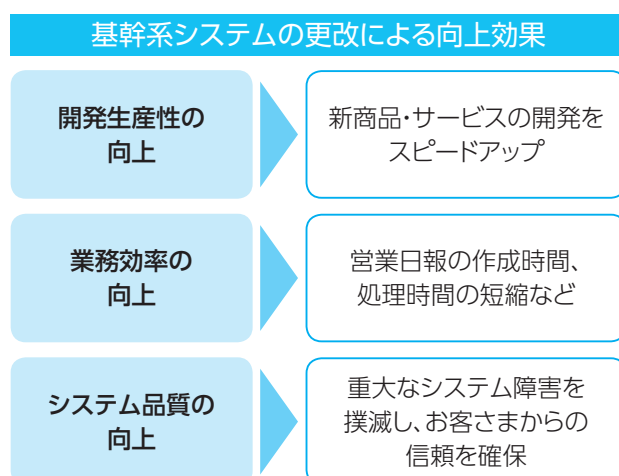 基幹系システムの更改による向上効果
開発生産性の
向上
新商品・サービスの開発を
スピードアップ
業務効率の
向上
営業日報の作成時間、
処理時間の短縮など
システム品質の
向上
重大なシステム障害を
撲滅し、お客さまからの
信頼を確保